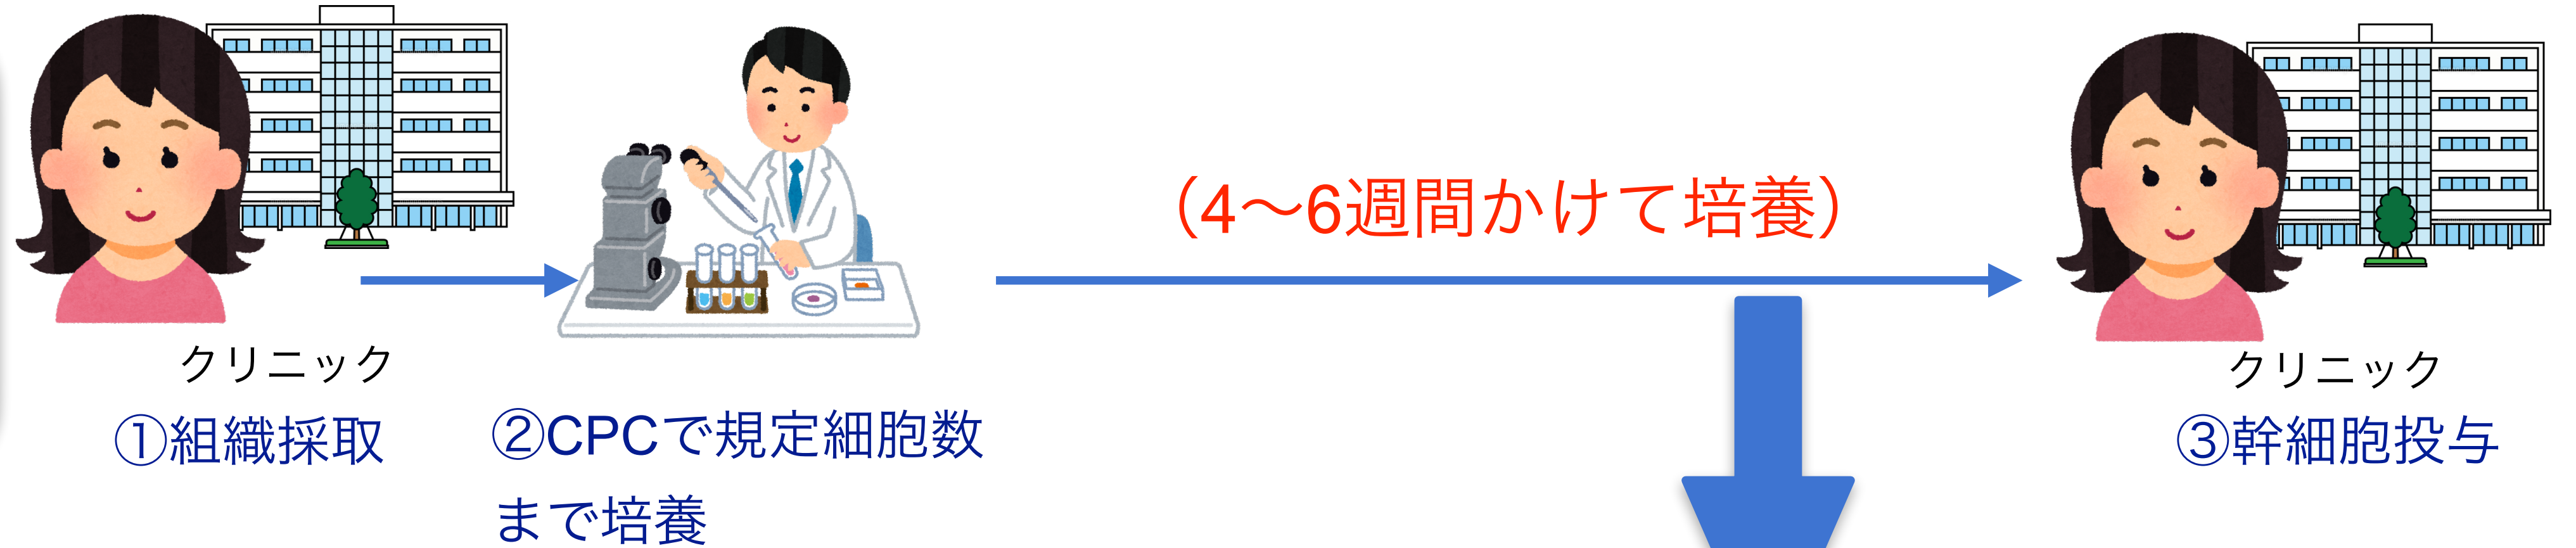 (4〜6週間かけて培養)
クリニック
①組織採取
②CPCで規定細胞数
まで培養
クリニック
③幹細胞投与